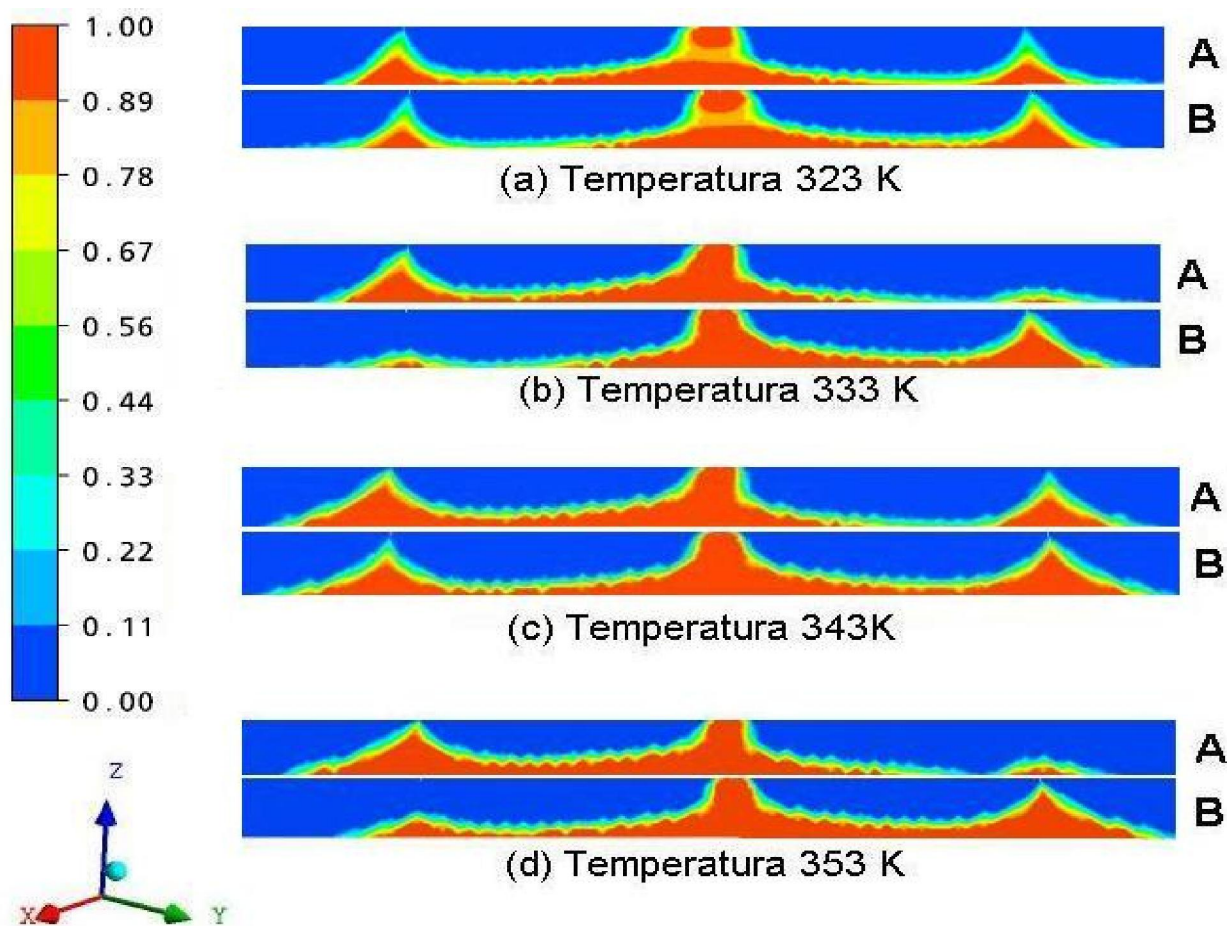 1.00
0.89
0.78
0.67
0.56
0.44
0.33
0.22
0.11
0.00
A
B
(a) Temperatura 323 K
A
B
(b) Temperatura 333 K
A
B
(c) Temperatura 343K
A
B
(d) Temperatura 353 K
Z
X
Y